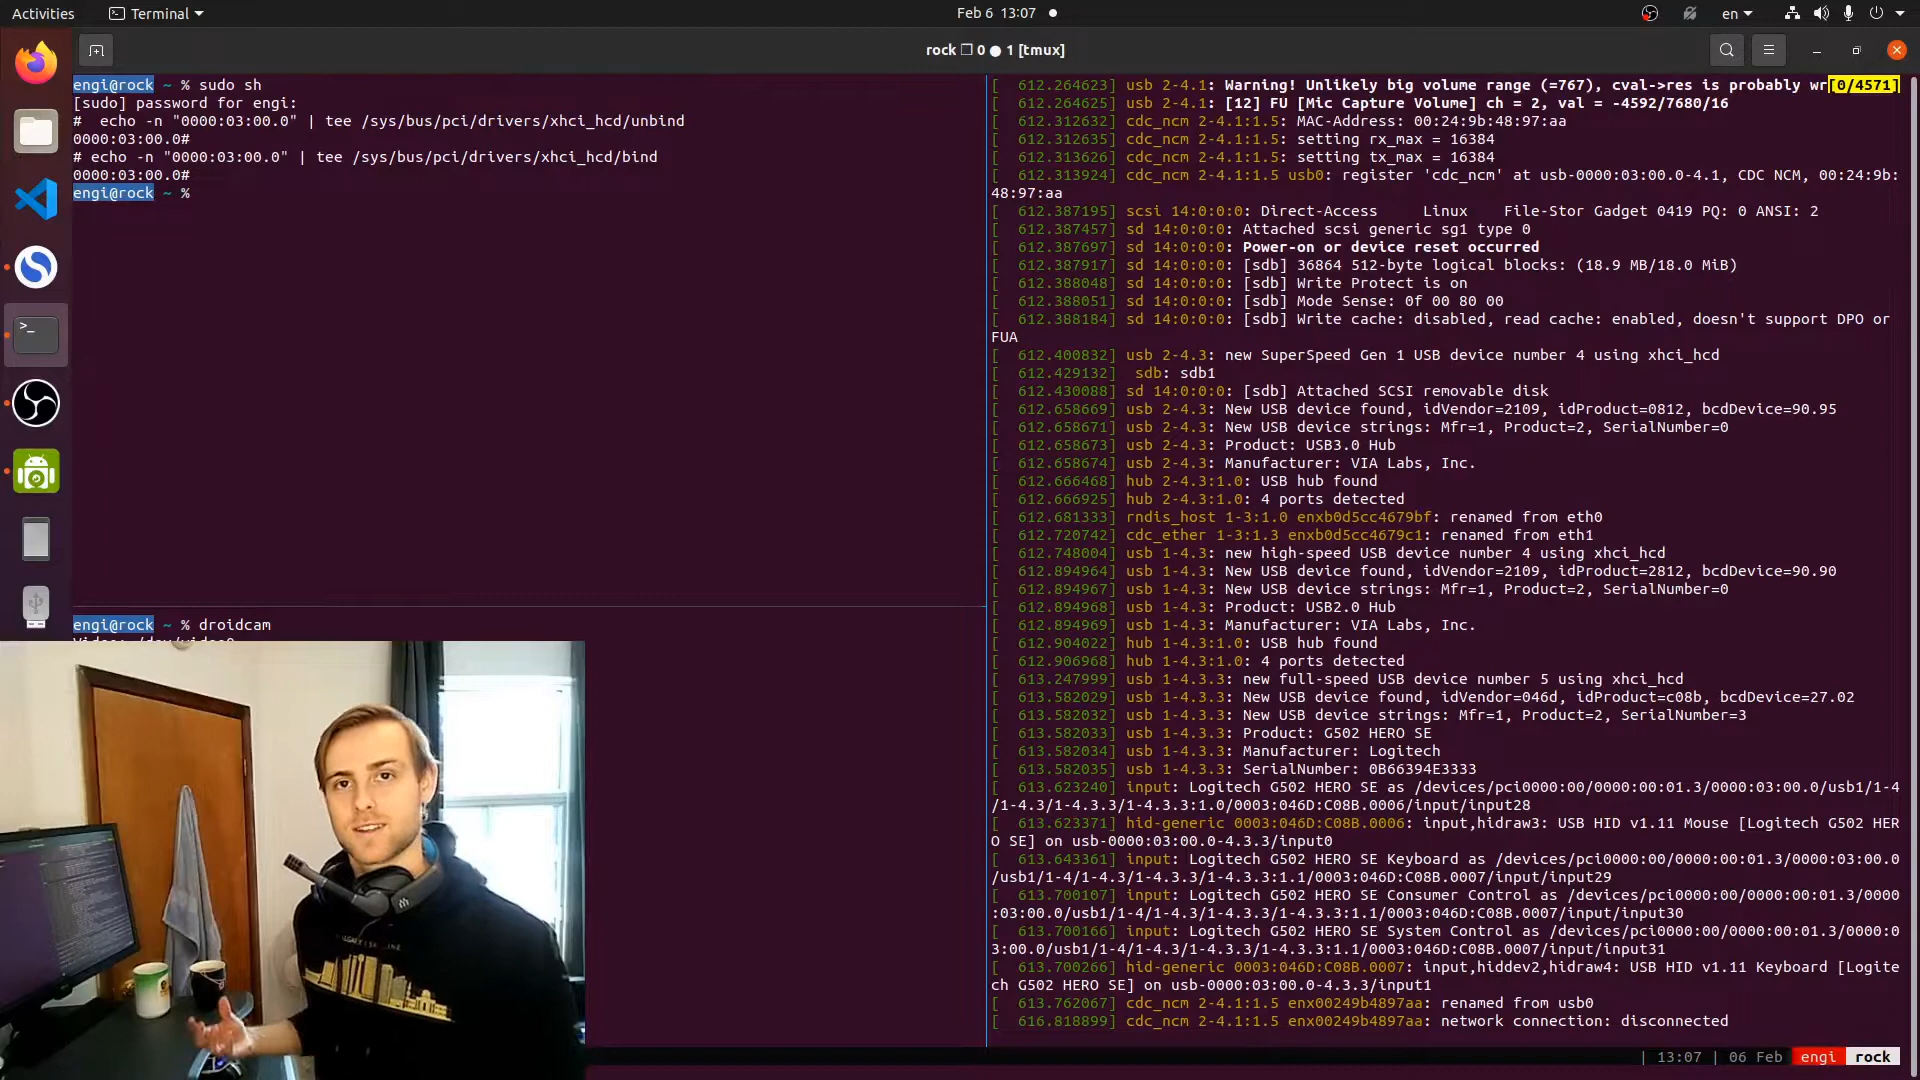 Activities
Terminal
Feb 6 13:07
en
rock ❐ 0 ● 1 [tmux]
engi@rock ~ % sudo sh
[sudo] password for engi:
#  echo -n "0000:03:00.0" | tee /sys/bus/pci/drivers/xhci_hcd/unbind
0000:03:00.0#
# echo -n "0000:03:00.0" | tee /sys/bus/pci/drivers/xhci_hcd/bind
0000:03:00.0#
engi@rock ~ %
engi@rock ~ % droidcam
[  612.264623] usb 2-4.1: Warning! Unlikely big volume range (=767), cval->res is probably wr[0/4571]
[  612.264625] usb 2-4.1: [12] FU [Mic Capture Volume] ch = 2, val = -4592/7680/16
[  612.312632] cdc_ncm 2-4.1:1.5: MAC-Address: 00:24:9b:48:97:aa
[  612.312635] cdc_ncm 2-4.1:1.5: setting rx_max = 16384
[  612.313626] cdc_ncm 2-4.1:1.5: setting tx_max = 16384
[  612.313924] cdc_ncm 2-4.1:1.5 usb0: register 'cdc_ncm' at usb-0000:03:00.0-4.1, CDC NCM, 00:24:9b:
48:97:aa
[  612.387195] scsi 14:0:0:0: Direct-Access     Linux    File-Stor Gadget 0419 PQ: 0 ANSI: 2
[  612.387457] sd 14:0:0:0: Attached scsi generic sg1 type 0
[  612.387697] sd 14:0:0:0: Power-on or device reset occurred
[  612.387917] sd 14:0:0:0: [sdb] 36864 512-byte logical blocks: (18.9 MB/18.0 MiB)
[  612.388048] sd 14:0:0:0: [sdb] Write Protect is on
[  612.388051] sd 14:0:0:0: [sdb] Mode Sense: 0f 00 80 00
[  612.388184] sd 14:0:0:0: [sdb] Write cache: disabled, read cache: enabled, doesn't support DPO or
FUA
[  612.400832] usb 2-4.3: new SuperSpeed Gen 1 USB device number 4 using xhci_hcd
[  612.429132]  sdb: sdb1
[  612.430088] sd 14:0:0:0: [sdb] Attached SCSI removable disk
[  612.658669] usb 2-4.3: New USB device found, idVendor=2109, idProduct=0812, bcdDevice=90.95
[  612.658671] usb 2-4.3: New USB device strings: Mfr=1, Product=2, SerialNumber=0
[  612.658673] usb 2-4.3: Product: USB3.0 Hub
[  612.658674] usb 2-4.3: Manufacturer: VIA Labs, Inc.
[  612.666468] hub 2-4.3:1.0: USB hub found
[  612.666925] hub 2-4.3:1.0: 4 ports detected
[  612.681333] rndis_host 1-3:1.0 enxb0d5cc4679bf: renamed from eth0
[  612.720742] cdc_ether 1-3:1.3 enxb0d5cc4679c1: renamed from eth1
[  612.748004] usb 1-4.3: new high-speed USB device number 4 using xhci_hcd
[  612.894964] usb 1-4.3: New USB device found, idVendor=2109, idProduct=2812, bcdDevice=90.90
[  612.894967] usb 1-4.3: New USB device strings: Mfr=1, Product=2, SerialNumber=0
[  612.894968] usb 1-4.3: Product: USB2.0 Hub
[  612.894969] usb 1-4.3: Manufacturer: VIA Labs, Inc.
[  612.904022] hub 1-4.3:1.0: USB hub found
[  612.906968] hub 1-4.3:1.0: 4 ports detected
[  613.247999] usb 1-4.3.3: new full-speed USB device number 5 using xhci_hcd
[  613.582029] usb 1-4.3.3: New USB device found, idVendor=046d, idProduct=c08b, bcdDevice=27.02
[  613.582032] usb 1-4.3.3: New USB device strings: Mfr=1, Product=2, SerialNumber=3
[  613.582033] usb 1-4.3.3: Product: G502 HERO SE
[  613.582034] usb 1-4.3.3: Manufacturer: Logitech
[  613.582035] usb 1-4.3.3: SerialNumber: 0B66394E3333
[  613.623240] input: Logitech G502 HERO SE as /devices/pci0000:00/0000:00:01.3/0000:03:00.0/usb1/1-4
/1-4.3/1-4.3.3/1-4.3.3:1.0/0003:046D:C08B.0006/input/input28
[  613.623371] hid-generic 0003:046D:C08B.0006: input,hidraw3: USB HID v1.11 Mouse [Logitech G502 HER
O SE] on usb-0000:03:00.0-4.3.3/input0
[  613.643361] input: Logitech G502 HERO SE Keyboard as /devices/pci0000:00/0000:00:01.3/0000:03:00.0
/usb1/1-4/1-4.3/1-4.3.3/1-4.3.3:1.1/0003:046D:C08B.0007/input/input29
[  613.700107] input: Logitech G502 HERO SE Consumer Control as /devices/pci0000:00/0000:00:01.3/0000
:03:00.0/usb1/1-4/1-4.3/1-4.3.3/1-4.3.3:1.1/0003:046D:C08B.0007/input/input30
[  613.700166] input: Logitech G502 HERO SE System Control as /devices/pci0000:00/0000:00:01.3/0000:0
3:00.0/usb1/1-4/1-4.3/1-4.3.3/1-4.3.3:1.1/0003:046D:C08B.0007/input/input31
[  613.700266] hid-generic 0003:046D:C08B.0007: input,hiddev2,hidraw4: USB HID v1.11 Keyboard [Logite
ch G502 HERO SE] on usb-0000:03:00.0-4.3.3/input1
[  613.762067] cdc_ncm 2-4.1:1.5 enx00249b4897aa: renamed from usb0
[  616.818899] cdc_ncm 2-4.1:1.5 enx00249b4897aa: network connection: disconnected
| 13:07 | 06 Feb engi rock